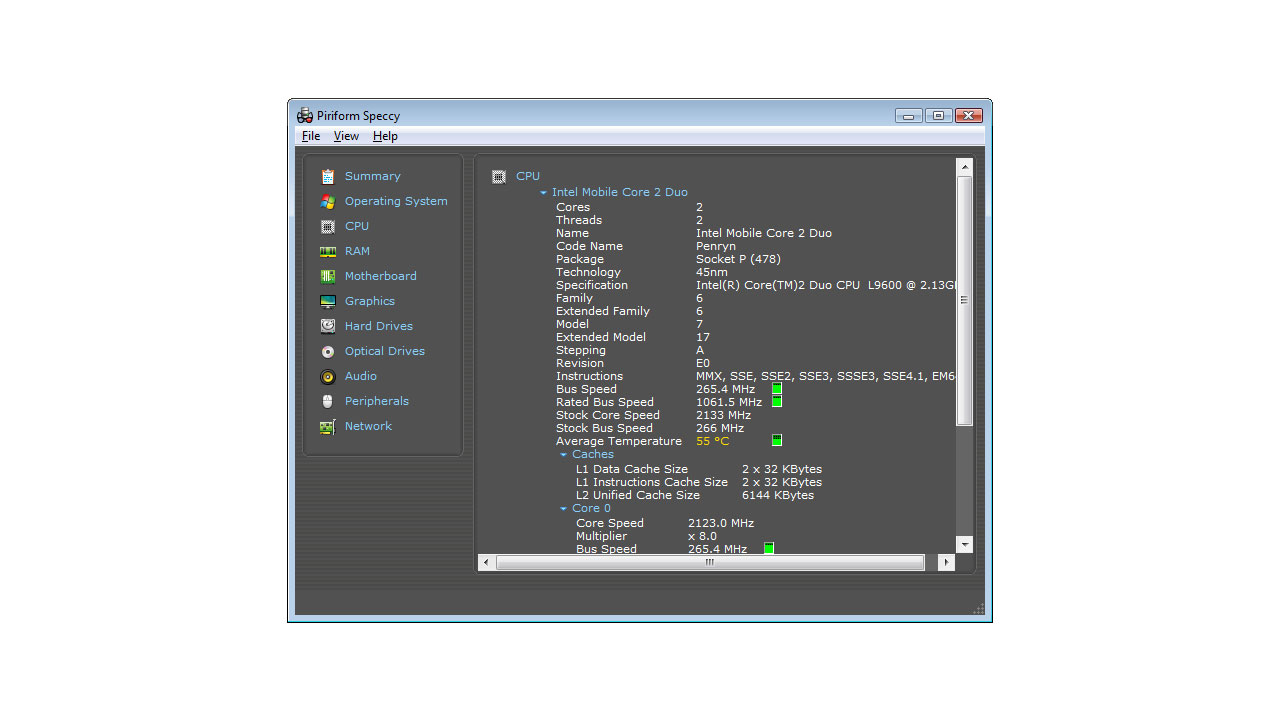 Piriform Speccy
File View Help
Summary
Operating System
CPU
RAM
Motherboard
Graphics
Hard Drives
Optical Drives
Audio
Peripherals
Network
CPU
Intel Mobile Core 2 Duo
Cores 2
Threads 2
Name Intel Mobile Core 2 Duo
Code Name Penryn
Package Socket P (478)
Technology 45nm
Specification Intel(R) Core(TM)2 Duo CPU L9600 @
Family 6
Extended Family 6
Model 7
Extended Model 17
Stepping A
Revision E0
Instructions MMX, SSE, SSE2, SSE3, SSSE3, SSE4.1,
Bus Speed 265.4 MHz
Rated Bus Speed 1061.5 MHz
Stock Core Speed 2133 MHz
Stock Bus Speed 266 MHz
Average Temperature 55 °C
Caches
L1 Data Cache Size 2 x 32 KBytes
L1 Instructions Cache Size 2 x 32 KBytes
L2 Unified Cache Size 6144 KBytes
Core 0
Core Speed 2123.0 MHz
Multiplier x 8.0
Bus Speed 265.4 MHz